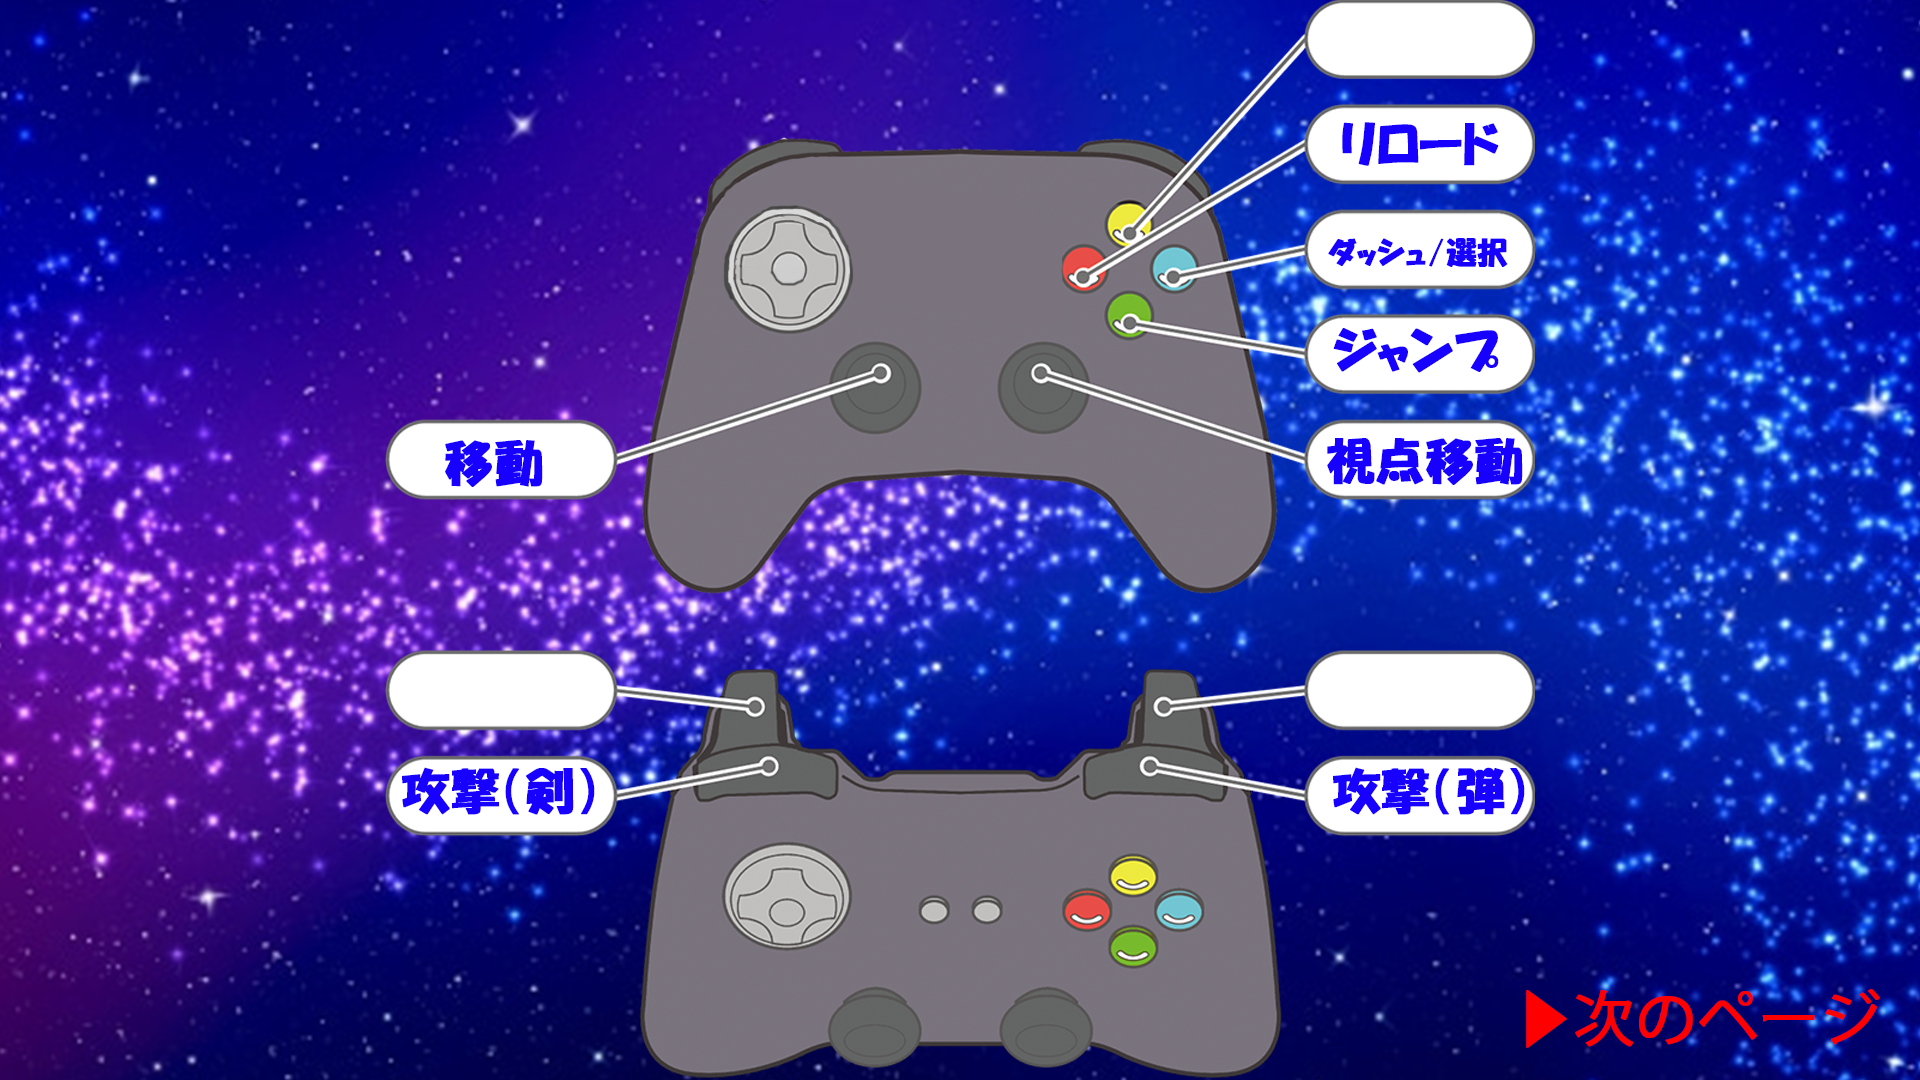 リロード
ダッシュ/選択
ジャンプ
移動
視点移動
攻撃(剣)
攻撃(弾)
▶次のページ